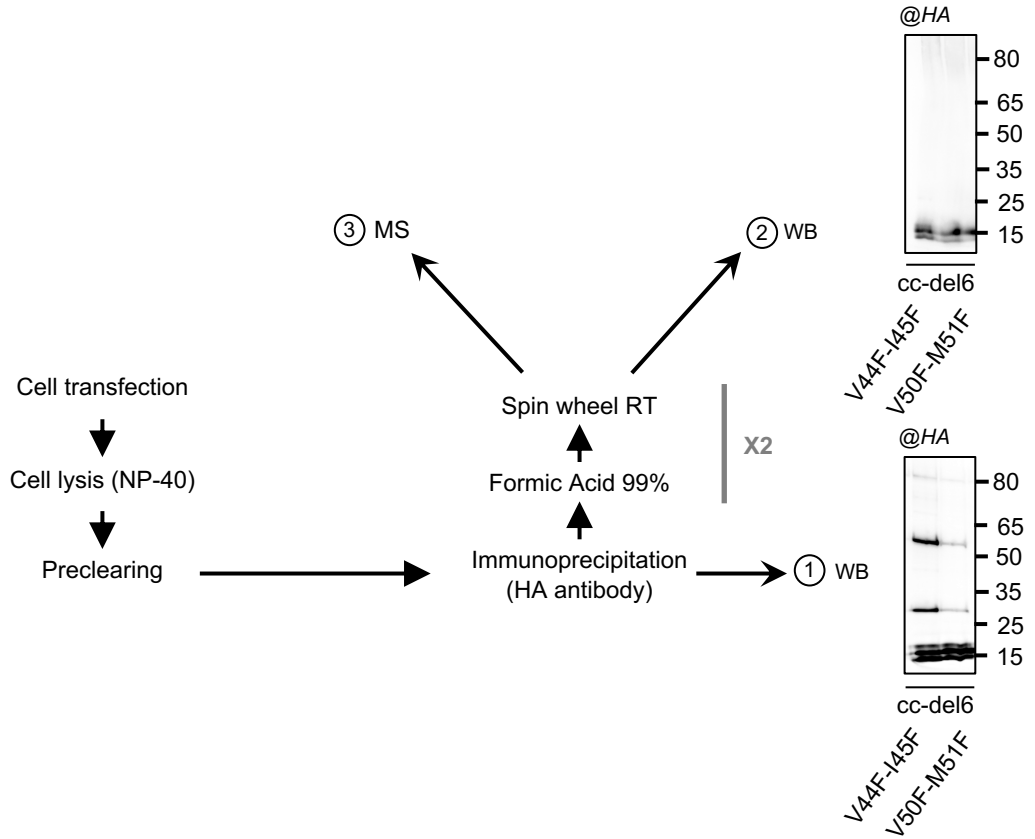 @HA
80
65
50
35
25
15
cc-del6
V44F-I45F
V50F-M51F
3 MS
2 WB
Cell transfection
Cell lysis (NP-40)
Preclearing
Spin wheel RT
Formic Acid 99%
X2
Immunoprecipitation
(HA antibody)
1 WB
@HA
80
65
50
35
25
15
cc-del6
V44F-I45F
V50F-M51F